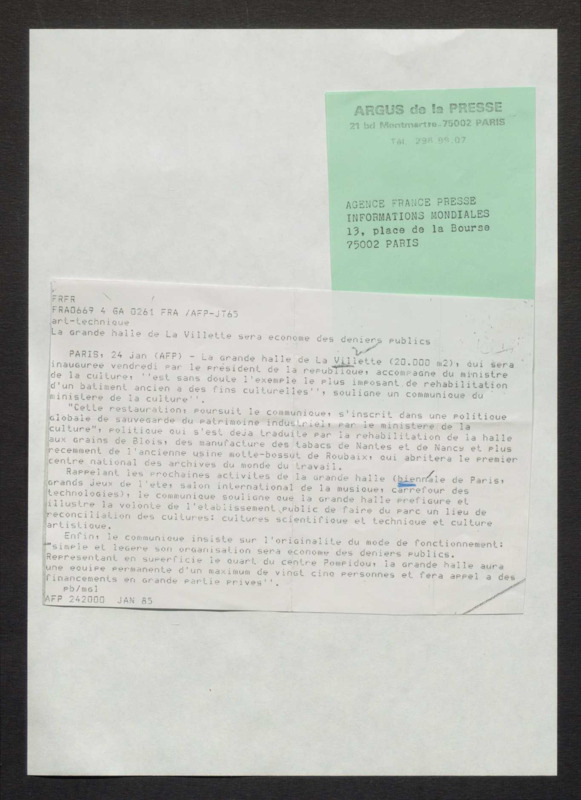 ARGUS de la PRESSE
21 bd Montmartre-75002 PARIS
Tél. 296 99 07
AGENCE FRANCE PRESSE
INFORMATIONS MONDIALES
13, place de la Bourse
75002 PARIS
FRFR
FRA0669 4 GA 0261 FRA /AFP-JT65
art-technique
La grande halle de La Villette sera econome des deniers publics
PARIS, 24 jan (AFP) - La grande halle de La Villette (20.000 m2), qui sera
inauguree vendredi par le president de la republique, accompagne du ministre
de la culture, ''est sans doute l'exemple le plus imposant de rehabilitation
d'un batiment ancien a des fins culturelles'', souligne un communique du
ministere de la culture''.
"Cette restauration, poursuit le communique, s'inscrit dans une politique
globale de sauvegarde du patrimoine industriel, par le ministere de la
culture", politique qui s'est deja traduite par la rehabilitation de la halle
aux grains de Blois, des manufacture des tabacs de Nantes et de Nancy et plus
recemment de l'ancienne usine motte-bossut de Roubaix, qui abritera le premier
centre national des archives du monde du travail.
Rappelant les prochaines activites de la grande halle (biennale de Paris,
grands Jeux de l'ete, salon international de la musique, carrefour des
technologies), le communique souligne que la grande halle prefigure et
illustre la volonte de l'etablissement public de faire du parc un lieu de
reconciliation des cultures: cultures scientifique et technique et culture
artistique.
Enfin, le communique insiste sur l'originalite du mode de fonctionnement:
"simple et legere son organisation sera econome des deniers publics.
Representant en superficie le quart du centre Pompidou, la grande halle aura
une equipe permanente d'un maximum de vingt cinq personnes et fera appel a des
financements en grande partie prives''.
pb/mgl
AFP 242000 JAN 85